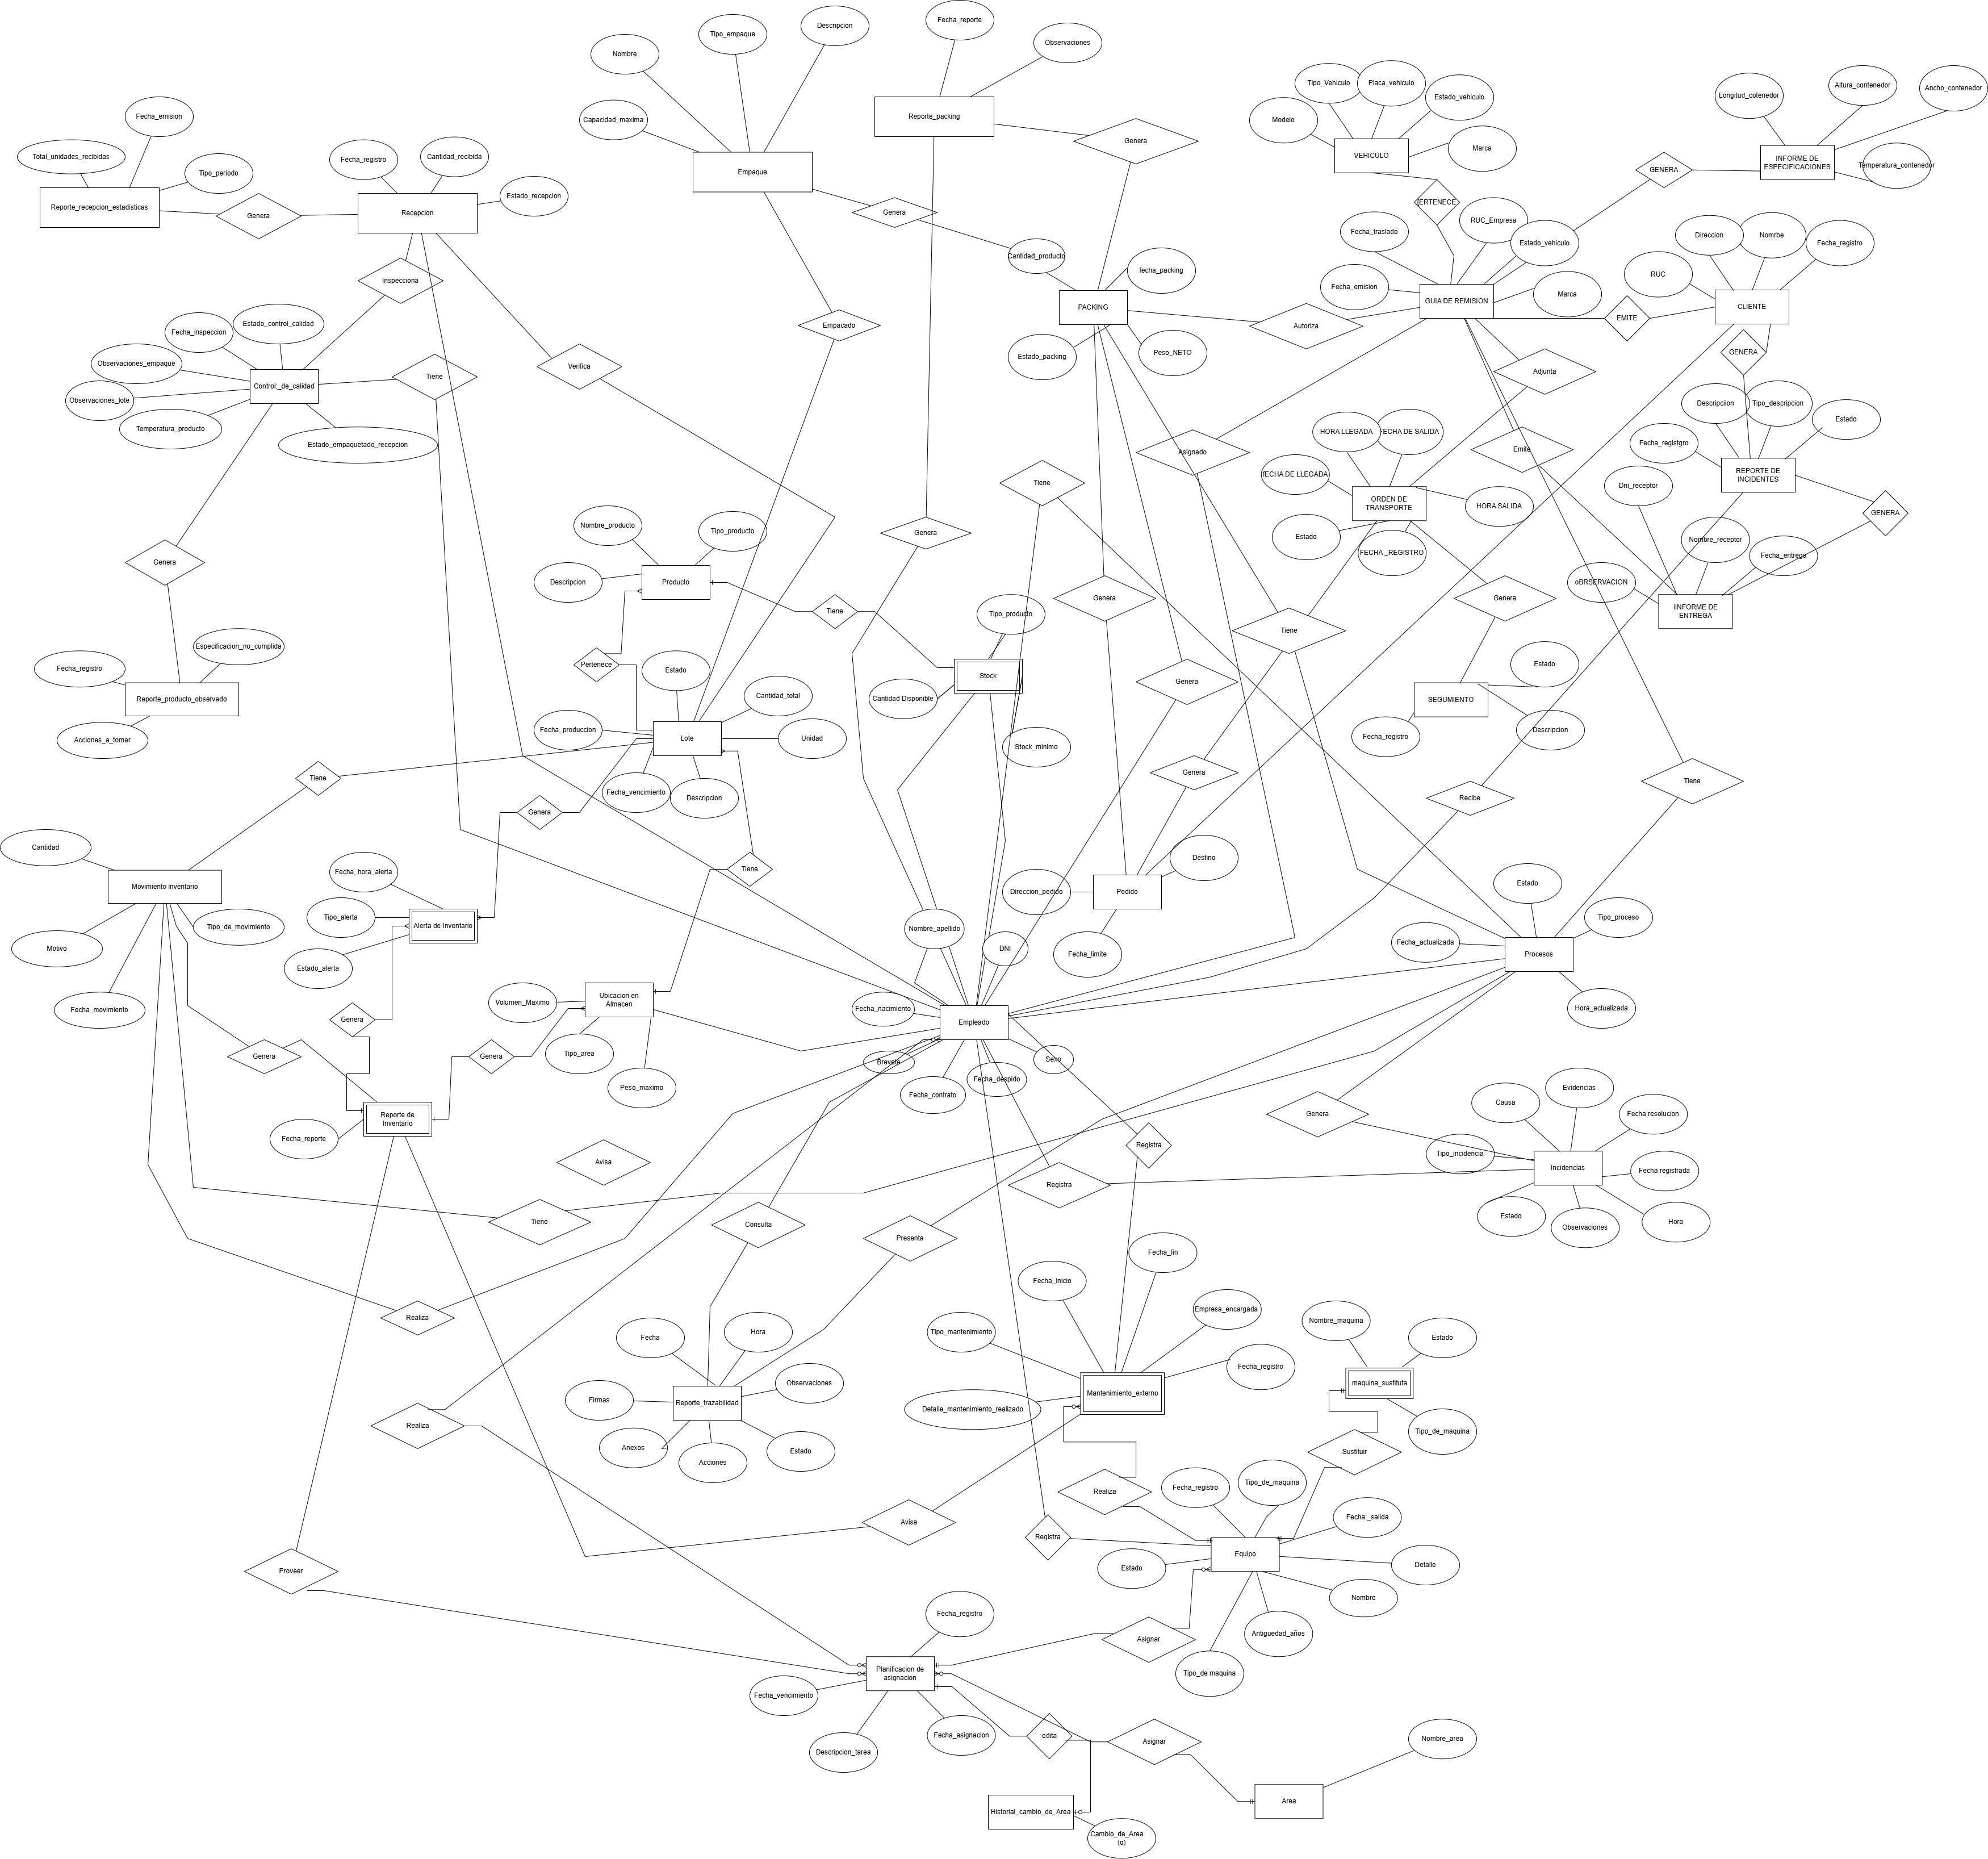 Fecha_reporte
Descripcion
Tipo_empaque
Observaciones
Nombre
Tipo_Vehiculo
Placa_vehiculo
Altura_contenedor
Ancho_contenedor
Longitud_cotenedor
Estado_vehiculo
Fecha_emision
Capacidad_maxima
Reporte_packing
Modelo
Genera
Marca
Total_unidades_recibidas
Fecha_registro
Cantidad_recibida
VEHICULO
INFORME DE
ESPECIFICACIONES
Temperatura_contenedor
Tipo_periodo
Empaque
GENERA
Estado_recepcion
Reporte_recepcion_estadisticas
Genera
Recepcion
Genera
PERTENECE
RUC_Empresa
Fecha_traslado
Estado_vehiculo
Direccion
Nomrbe
Fecha_registro
Cantidad_producto
fecha_packing
RUC
Inspecciona
Fecha_emision
Marca
PACKING
GUIA DE REMISION
CLIENTE
Estado_control_calidad
Fecha_inspeccion
Empacado
Autoriza
EMITE
Observaciones_empaque
Verifica
Estado_packing
Peso_NETO
GENERA
Tiene
Control:_de_calidad
Adjunta
Observaciones_lote
Temperatura_producto
Descripciion
Tipo_descripcion
Estado
HORA LLEGADA
FECHA DE SALIDA
Estado_empaquetado_recepcion
Asignado
Emite
Fecha_registgro
fECHA DE LLEGADA
REPORTE DE
INCIDENTES
Tiene
Dni_receptor
ORDEN DE
TRANSPORTE
HORA SALIDA
GENERA
Nombre_producto
Tipo_producto
Genera
Estado
Nombre_receptor
FECHA _REGISTRO
Fecha_entrega
Genera
Descripcion
Producto
oBRSERVACION
Genera
Genera
Tiene
Tipo_producto
iINFORME DE
ENTREGA
Tiene
Especificacion_no_cumplida
Fecha_registro
Pertenece
Estado
Stock
Estado
Genera
Reporte_producto_observado
Cantidad_total
Cantidad Disponible
SEGUMIENTO
Acciones_a_tomar
Fecha_produccion
Lote
Unidad
Stock_minimo
Fecha_registro
Descripcion
Tiene
Genera
Tiene
Fecha_vencimiento
Descripcion
Recibe
Genera
Cantidad
Tiene
Destino
Fecha_hora_alerta
Movimiento inventario
Direccion_pedido
Pedido
Estado
Tipo_alerta
Tipo_de_movimiento
Alerta de Inventario
Nombre_apellido
Tipo_proceso
Motivo
DNI
Fecha_limite
Fecha_actualizada
Procesos
Estado_alerta
Volumen_Maximo
Ubicacion en
Almacen
Fecha_nacimiento
Hora_actualizada
Fecha_movimiento
Genera
Empleado
Genera
Genera
Tipo_area
Brevete
Sexo
Fecha_despido
Peso_maximo
Fecha_contrato
Evidencias
Causa
Fecha resolucion
Reporte de
Inventario
Genera
Fecha_reporte
Registra
Tipo_incidencia
Avisa
Incidencias
Fecha registrada
Registra
Estado
Observaciones
Hora
Tiene
Consulta
Presenta
Fecha_fin
Fecha_inicio
Realiza
Empresa_encargada
Nombre_maquina
Fecha
Hora
Tipo_mantenimiento
Estado
Fecha_registro
Observaciones
maquina_sustituta
Firmas
Reporte_trazabilidad
Mantenimiento_externo
Detalle_mantenimiento_realizado
Realiza
Tipo_de_maquina
Anexos
Estado
Sustituir
Acciones
Tipo_de_maquina
Fecha_registro
Realiza
Fecha:_salida
Avisa
Registra
Equipo
Detalle
Estado
Proveer
Nombre
Fecha_registro
Antiguedad_años
Asignar
Planificacion de
asignacion
Tipo_de maquina
Fecha_vencimiento
Fecha_asignacion
edita
Asignar
Nombre_area
Descripcion_tarea
Area
Historial_cambio_de_Area
Cambio_de_Area
(o)